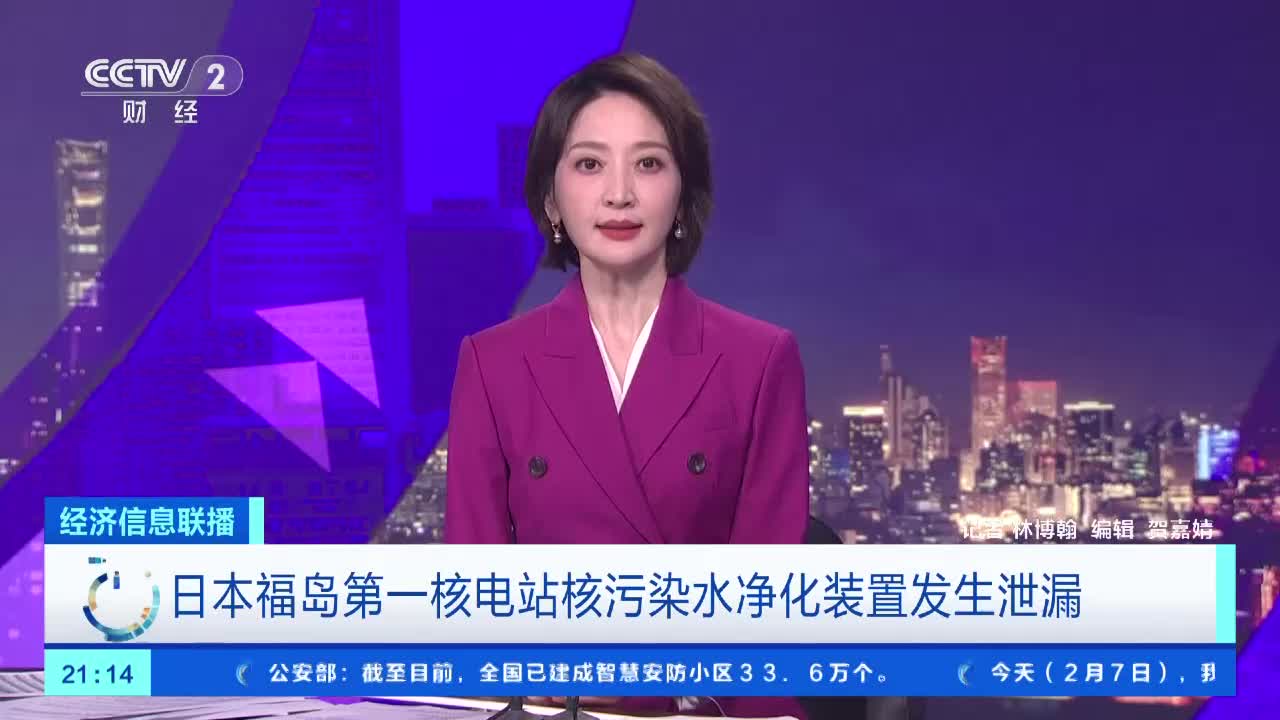 CCTV 2
财 经
经济信息联播
记者 林博翰 编辑 贺嘉婧
日本福岛第一核电站核污染水净化装置发生泄漏
21:14
公安部：截至目前，全国已建成智慧安防小区33．6万个。 今天（2月7日），我